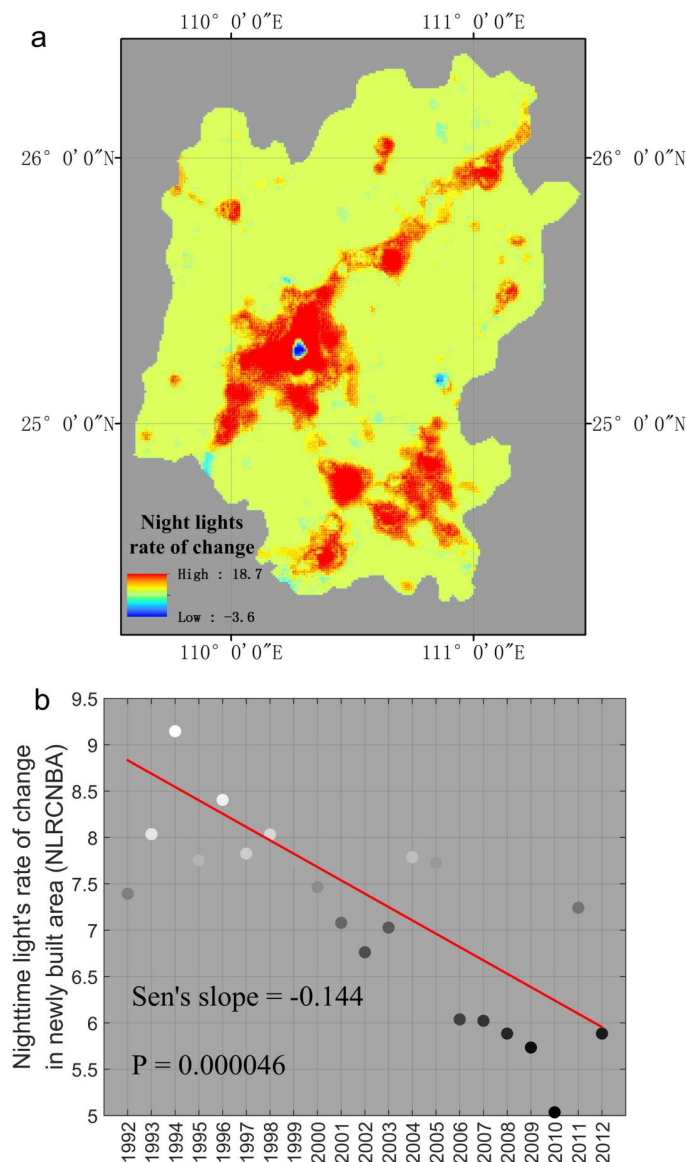 a
110° 0′0″E
111° 0′0″E
26° 0′0″N
26° 0′0″N
25° 0′0″N
25° 0′0″N
Night lights
rate of change
High : 18.7
Low : -3.6
110° 0′0″E
111° 0′0″E
b
Nighttime light's rate of change
in newly built area (NLRCNBA)
9.5
9
8.5
8
7.5
7
6.5
6
5.5
5
Sen's slope = -0.144
P = 0.000046
1992
1993
1994
1995
1996
1997
1998
1999
2000
2001
2002
2003
2004
2005
2006
2007
2008
2009
2010
2011
2012